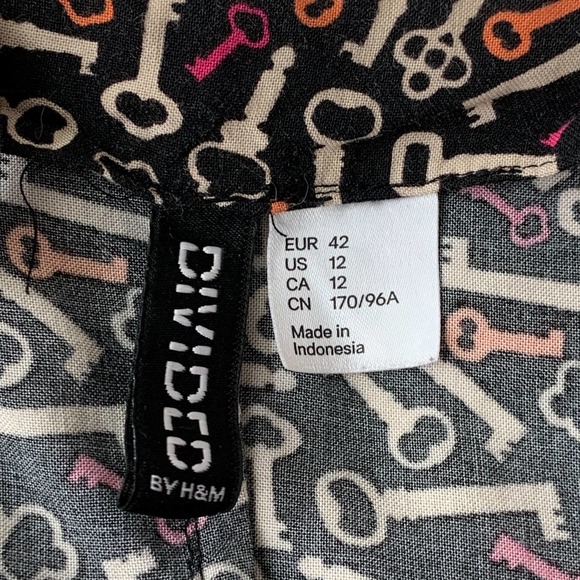 DIVIDED
BY H&M
EUR 42
US 12
CA 12
CN 170/96A
Made in
Indonesia